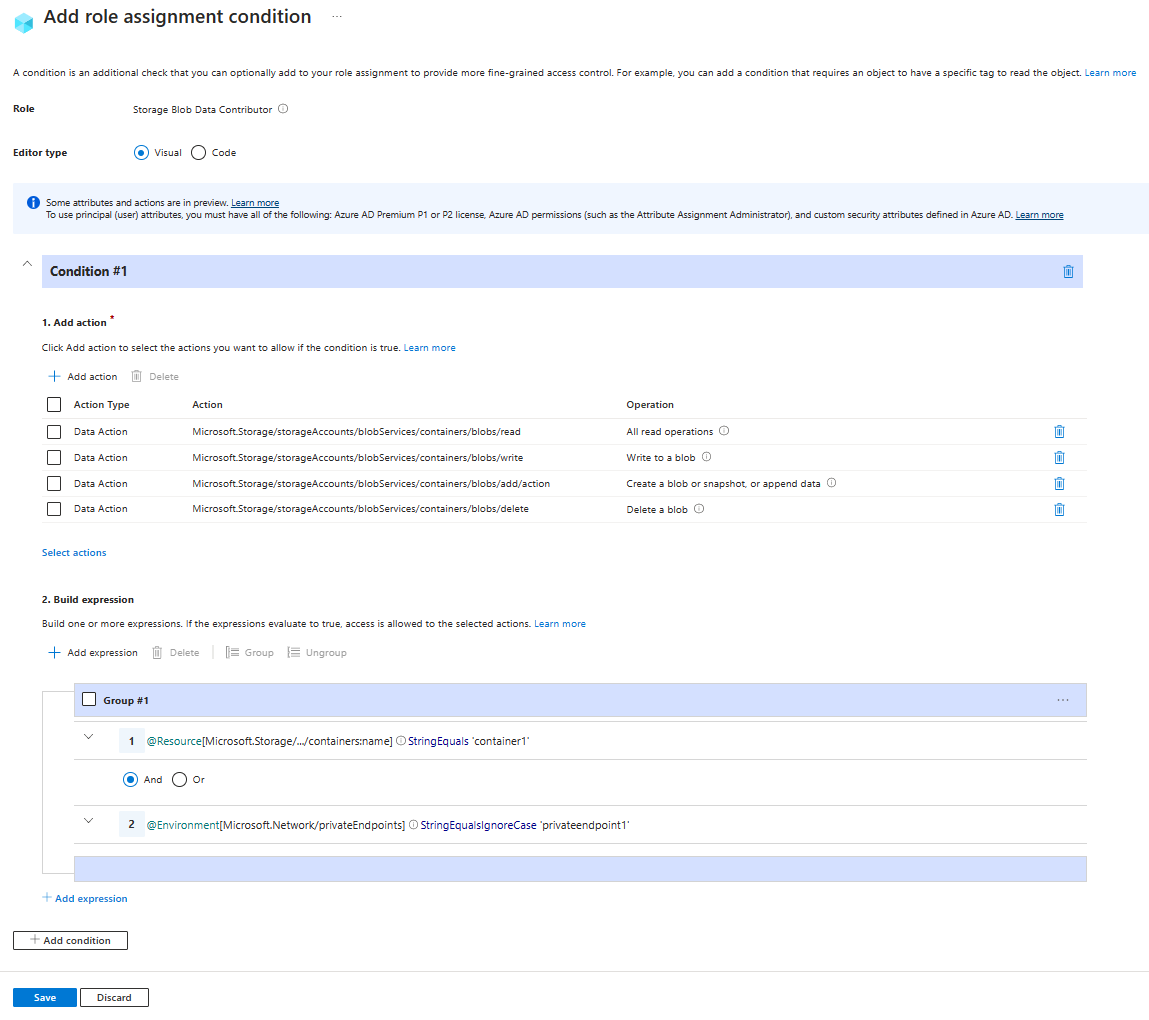 Add role assignment condition ...
A condition is an additional check that you can optionally add to your role assignment to provide more fine-grained access control. For example, you can add a condition that requires an object to have a specific tag to read the object. Learn more
Role Storage Blob Data Contributor
Editor type Visual Code
Some attributes and actions are in preview. Learn more
To use principal (user) attributes, you must have all of the following: Azure AD Premium P1 or P2 license, Azure AD permissions (such as the Attribute Assignment Administrator), and custom security attributes defined in Azure AD. Learn more
Condition #1
1. Add action *
Click Add action to select the actions you want to allow if the condition is true. Learn more
Add action Delete
Action Type Action Operation
Data Action Microsoft.Storage/storageAccounts/blobServices/containers/blobs/read All read operations
Data Action Microsoft.Storage/storageAccounts/blobServices/containers/blobs/write Write to a blob
Data Action Microsoft.Storage/storageAccounts/blobServices/containers/blobs/add/action Create a blob or snapshot, or append data
Data Action Microsoft.Storage/storageAccounts/blobServices/containers/blobs/delete Delete a blob
Select actions
2. Build expression
Build one or more expressions. If the expressions evaluate to true, access is allowed to the selected actions. Learn more
Add expression Delete Group Ungroup
Group #1 ...
1 @Resource[Microsoft.Storage/.../containers:name] StringEquals 'container1'
And Or
2 @Environment[Microsoft.Network/privateEndpoints] StringEqualsIgnoreCase 'privateendpoint1'
Add expression
Add condition
Save Discard